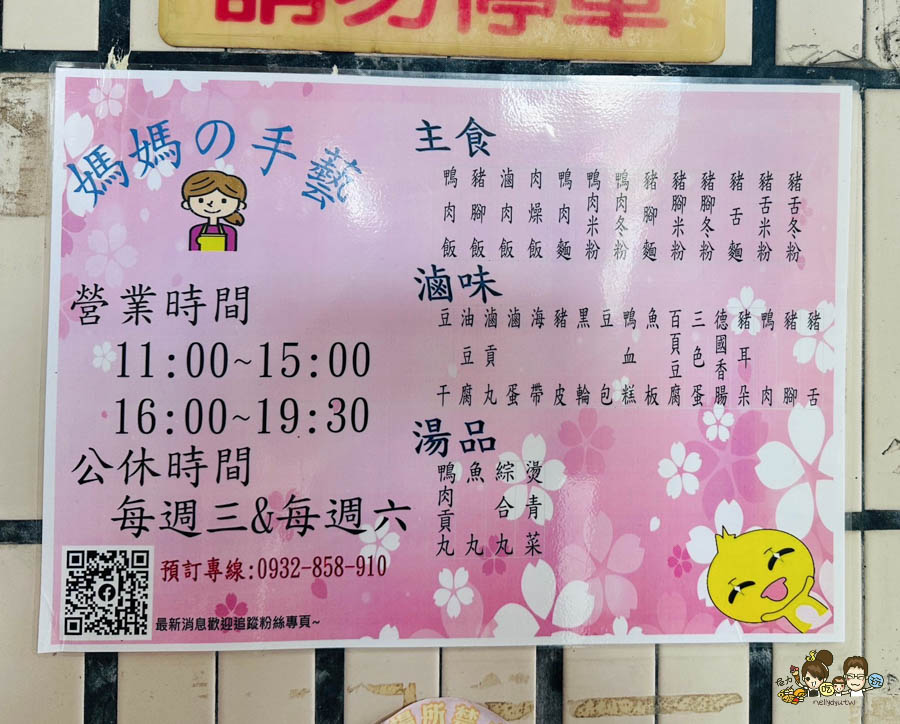 請勿停車
媽媽の手藝
營業時間
11:00~15:00
16:00~19:30
公休時間
每週三&每週六
預訂專線:0932-858-910
最新消息歡迎追蹤粉絲專頁~
主食
鴨肉飯
豬腳飯
滷肉飯
肉燥飯
鴨肉麵
鴨肉米粉
鴨肉冬粉
豬腳麵
豬腳米粉
豬腳冬粉
豬舌麵
豬舌米粉
豬舌冬粉
滷味
豆干
油豆腐
滷貢丸
滷蛋
海帶
豬皮
黑輪
豆包
鴨血糕
魚板
百頁豆腐
三色蛋
德國香腸
豬耳朵
鴨肉
豬腳
豬舌
湯品
鴨肉貢丸
魚丸
綜合丸
燙青菜
nellydyu.tw